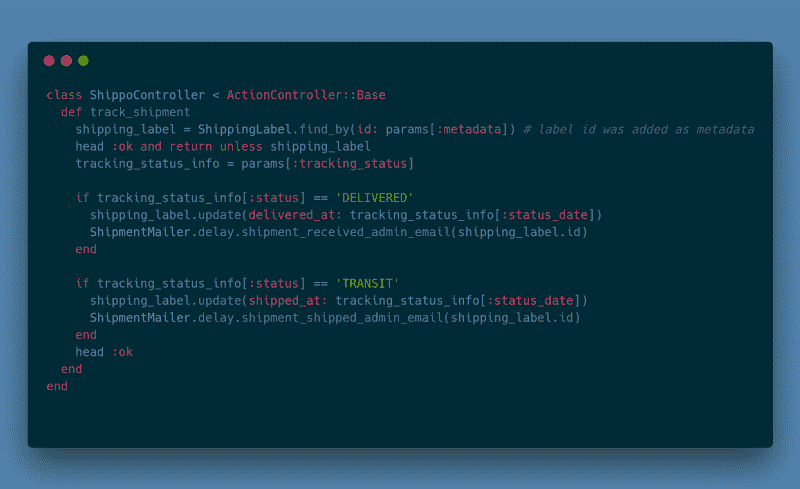 class ShippoController < ActionController::Base
  def track_shipment
    shipping_label = ShippingLabel.find_by(id: params[:metadata]) # label id was added as metadata
    head :ok and return unless shipping_label
    tracking_status_info = params[:tracking_status]

    if tracking_status_info[:status] == 'DELIVERED'
      shipping_label.update(delivered_at: tracking_status_info[:status_date])
      ShipmentMailer.delay.shipment_received_admin_email(shipping_label.id)
    end

    if tracking_status_info[:status] == 'TRANSIT'
      shipping_label.update(shipped_at: tracking_status_info[:status_date])
      ShipmentMailer.delay.shipment_shipped_admin_email(shipping_label.id)
    end
    head :ok
  end
end